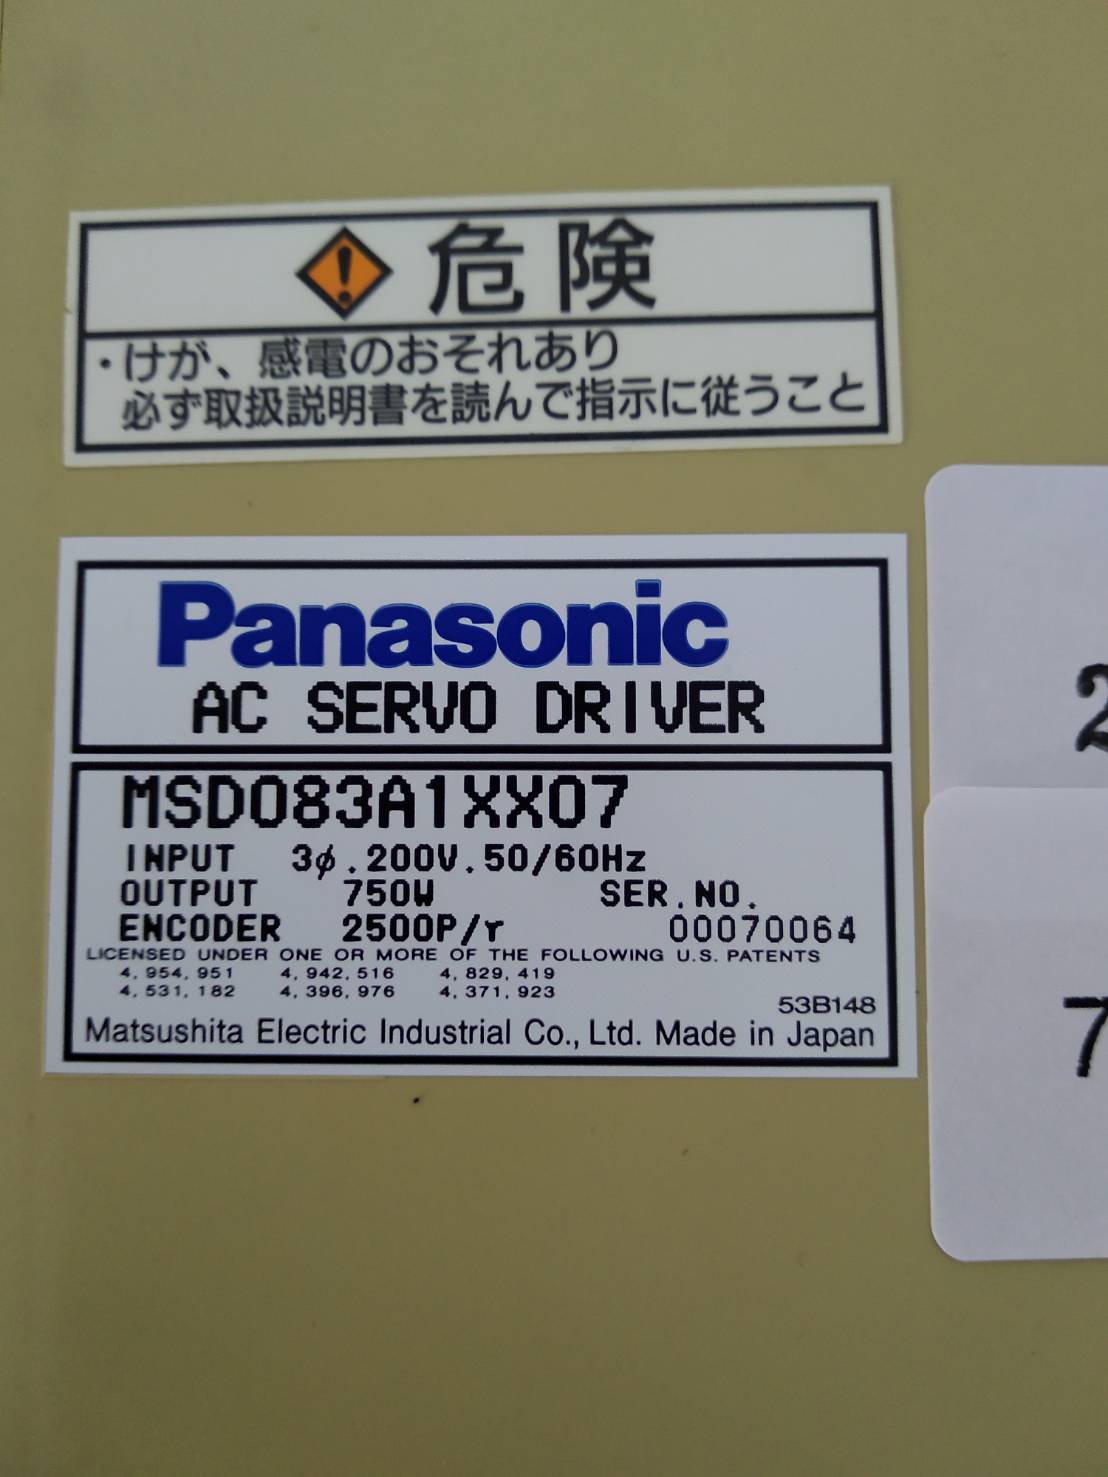 危険
・けが、感電のおそれあり
必ず取扱説明書を読んで指示に従うこと
Panasonic
AC SERVO DRIVER
MSD083A1XX07
INPUT 3φ.200V.50/60Hz
OUTPUT 750W SER.NO.
ENCODER 2500P/r 00070064
LICENSED UNDER ONE OR MORE OF THE FOLLOWING U.S. PATENTS
4,954,951 4,942,516 4,829,419
4,531,182 4,396,976 4,371,923
53B148
Matsushita Electric Industrial Co., Ltd. Made in Japan
2
7